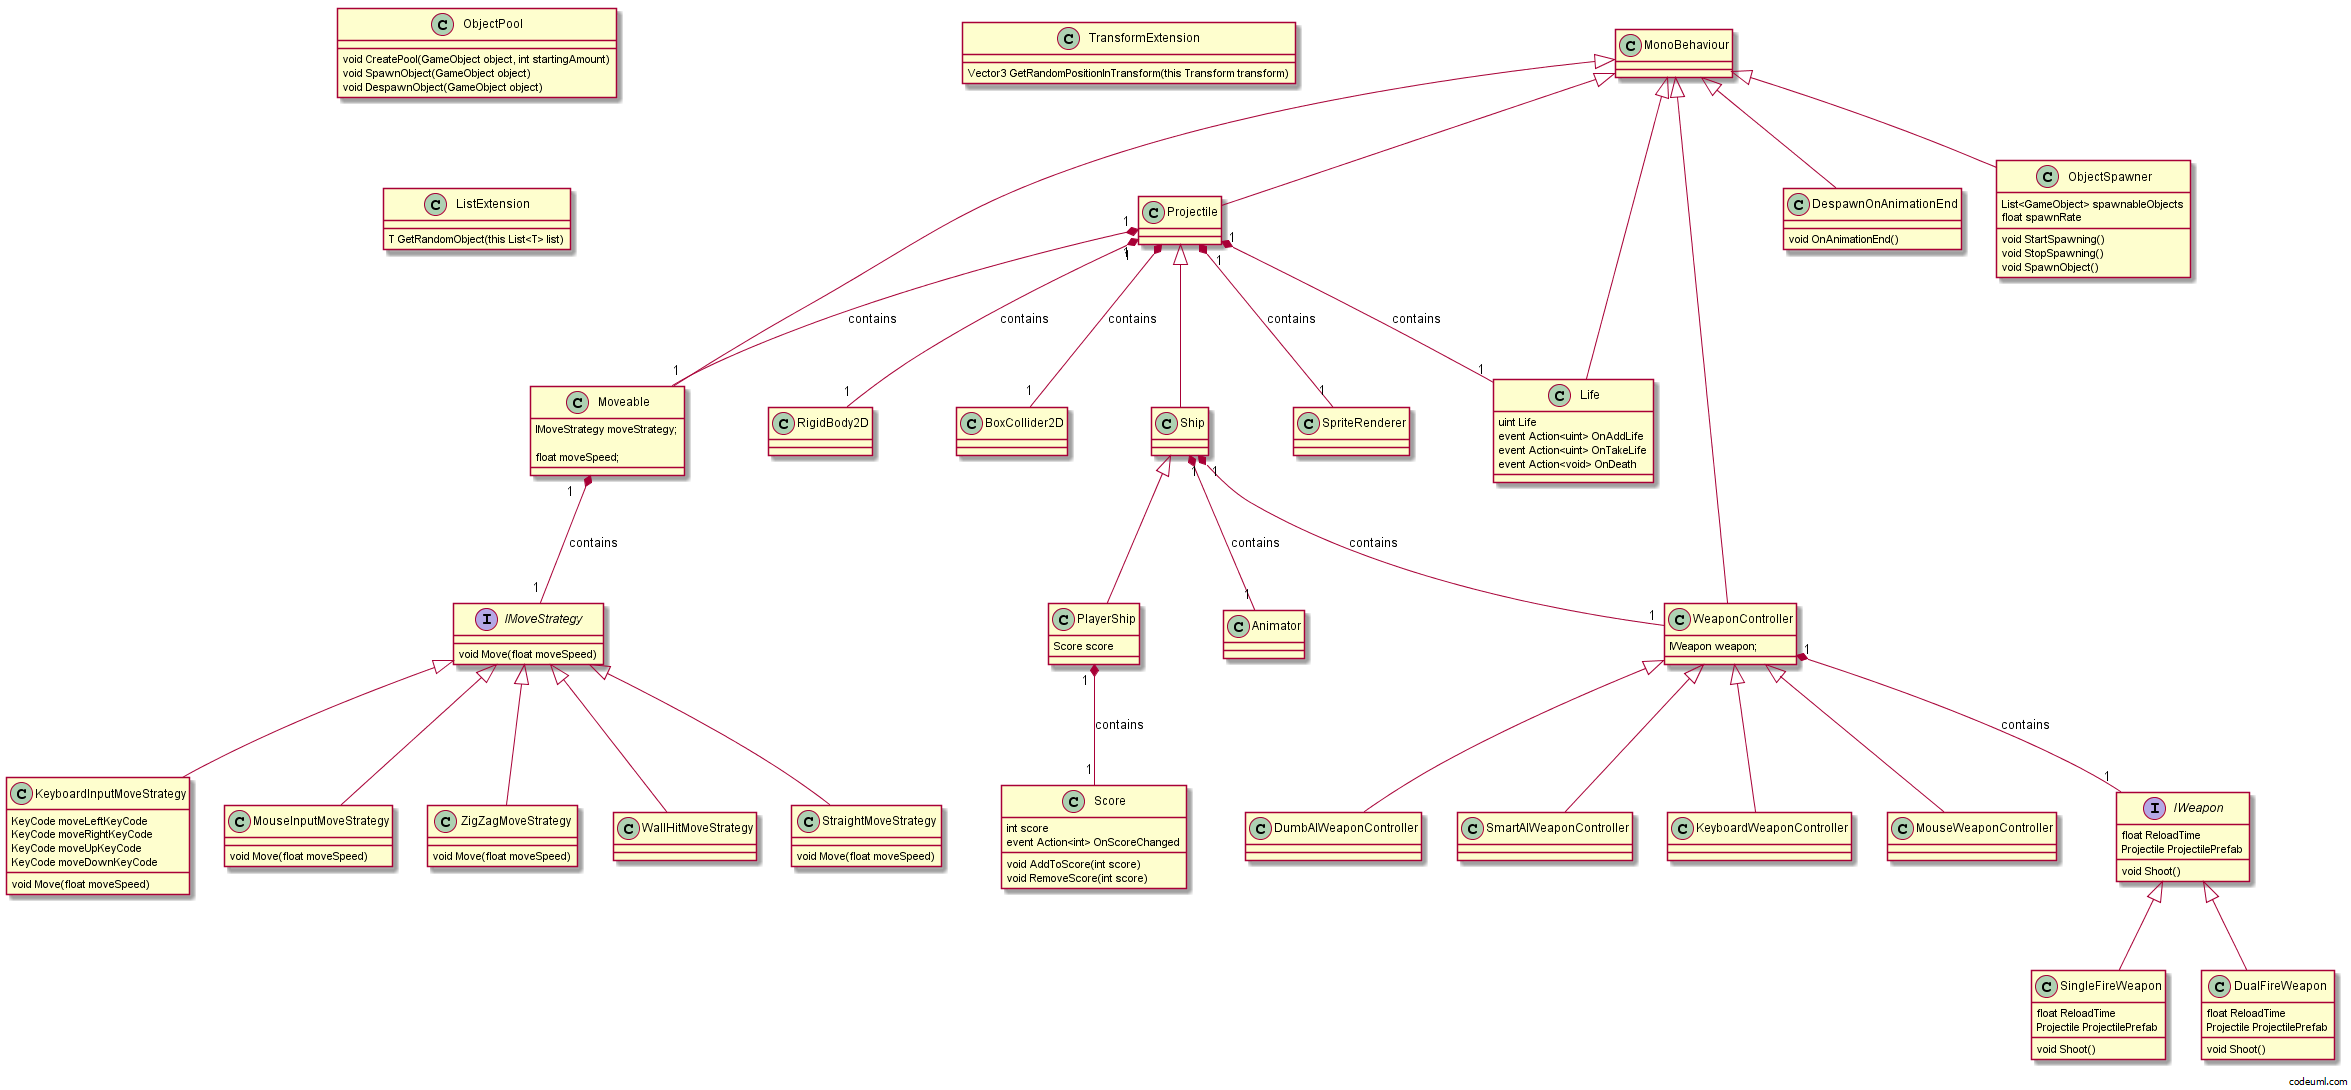 C ObjectPool
void CreatePool(GameObject object, int startingAmount)
void SpawnObject(GameObject object)
void DespawnObject(GameObject object)
C TransformExtension
Vector3 GetRandomPositionInTransform(this Transform transform)
C MonoBehaviour
C ListExtension
T GetRandomObject(this List<T> list)
C Projectile
C DespawnOnAnimationEnd
void OnAnimationEnd()
C ObjectSpawner
List<GameObject> spawnableObjects
float spawnRate
void StartSpawning()
void StopSpawning()
void SpawnObject()
1
1
1
1
1
contains
contains
contains
contains
contains
1
1
1
1
1
C Moveable
IMoveStrategy moveStrategy;
float moveSpeed;
C RigidBody2D
C BoxCollider2D
C Ship
C SpriteRenderer
C Life
uint Life
event Action<uint> OnAddLife
event Action<uint> OnTakeLife
event Action<void> OnDeath
1
1
1
contains
contains
contains
1
1
1
I IMoveStrategy
void Move(float moveSpeed)
C PlayerShip
Score score
C Animator
C WeaponController
IWeapon weapon;
1
1
contains
contains
1
1
C KeyboardInputMoveStrategy
KeyCode moveLeftKeyCode
KeyCode moveRightKeyCode
KeyCode moveUpKeyCode
KeyCode moveDownKeyCode
void Move(float moveSpeed)
C MouseInputMoveStrategy
void Move(float moveSpeed)
C ZigZagMoveStrategy
void Move(float moveSpeed)
C WallHitMoveStrategy
C StraightMoveStrategy
void Move(float moveSpeed)
C Score
int score
event Action<int> OnScoreChanged
void AddToScore(int score)
void RemoveScore(int score)
C DumbAIWeaponController
C SmartAIWeaponController
C KeyboardWeaponController
C MouseWeaponController
I IWeapon
float ReloadTime
Projectile ProjectilePrefab
void Shoot()
C SingleFireWeapon
float ReloadTime
Projectile ProjectilePrefab
void Shoot()
C DualFireWeapon
float ReloadTime
Projectile ProjectilePrefab
void Shoot()
codeuml.com